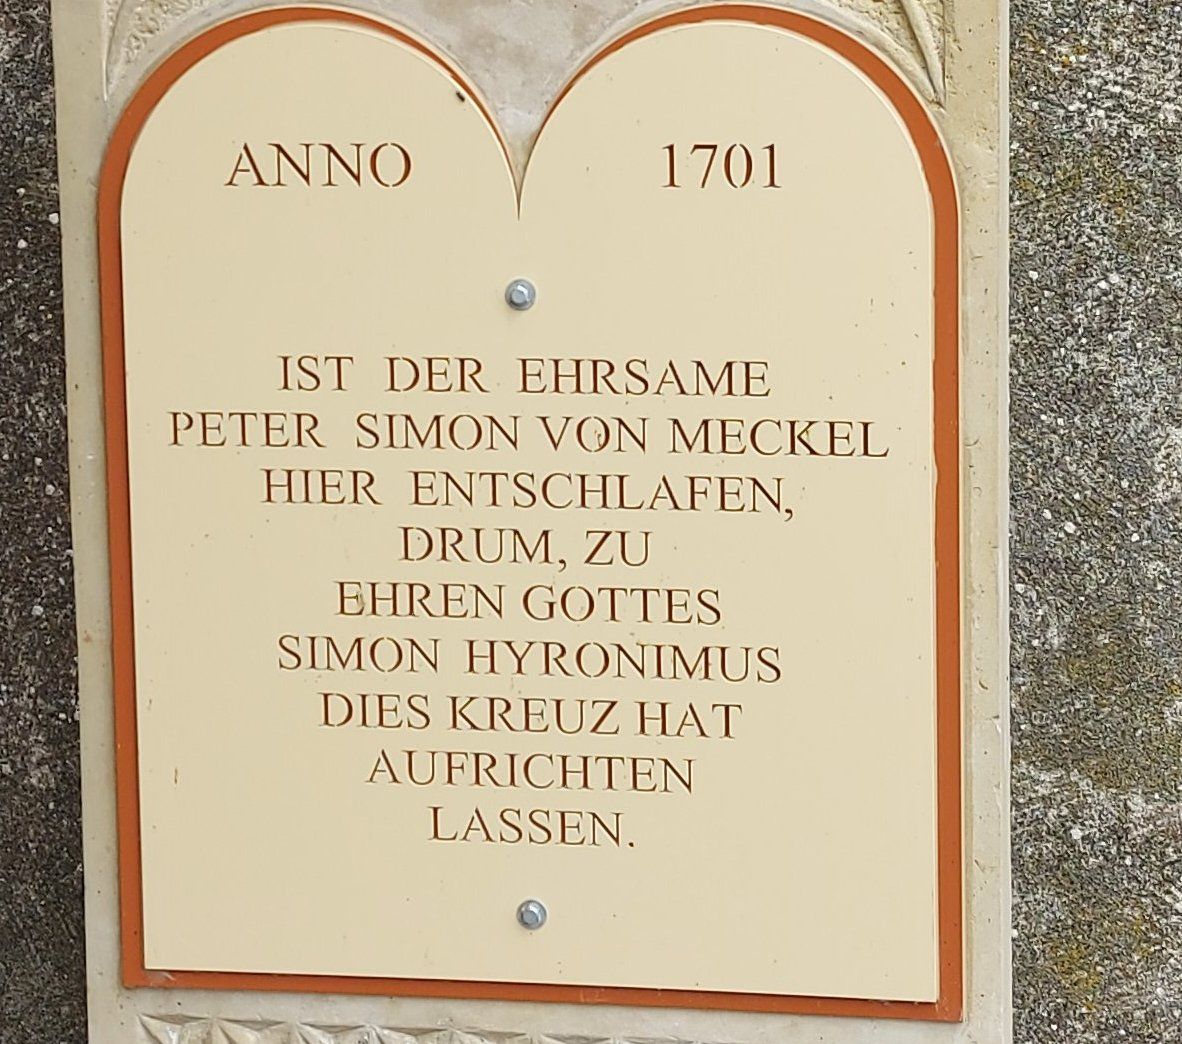 ANNO 1701
IST DER EHRSAME
PETER SIMON VON MECKEL
HIER ENTSCHLAFEN,
DRUM, ZU
EHREN GOTTES
SIMON HYRONIMUS
DIES KREUZ HAT
AUFRICHTEN
LASSEN.